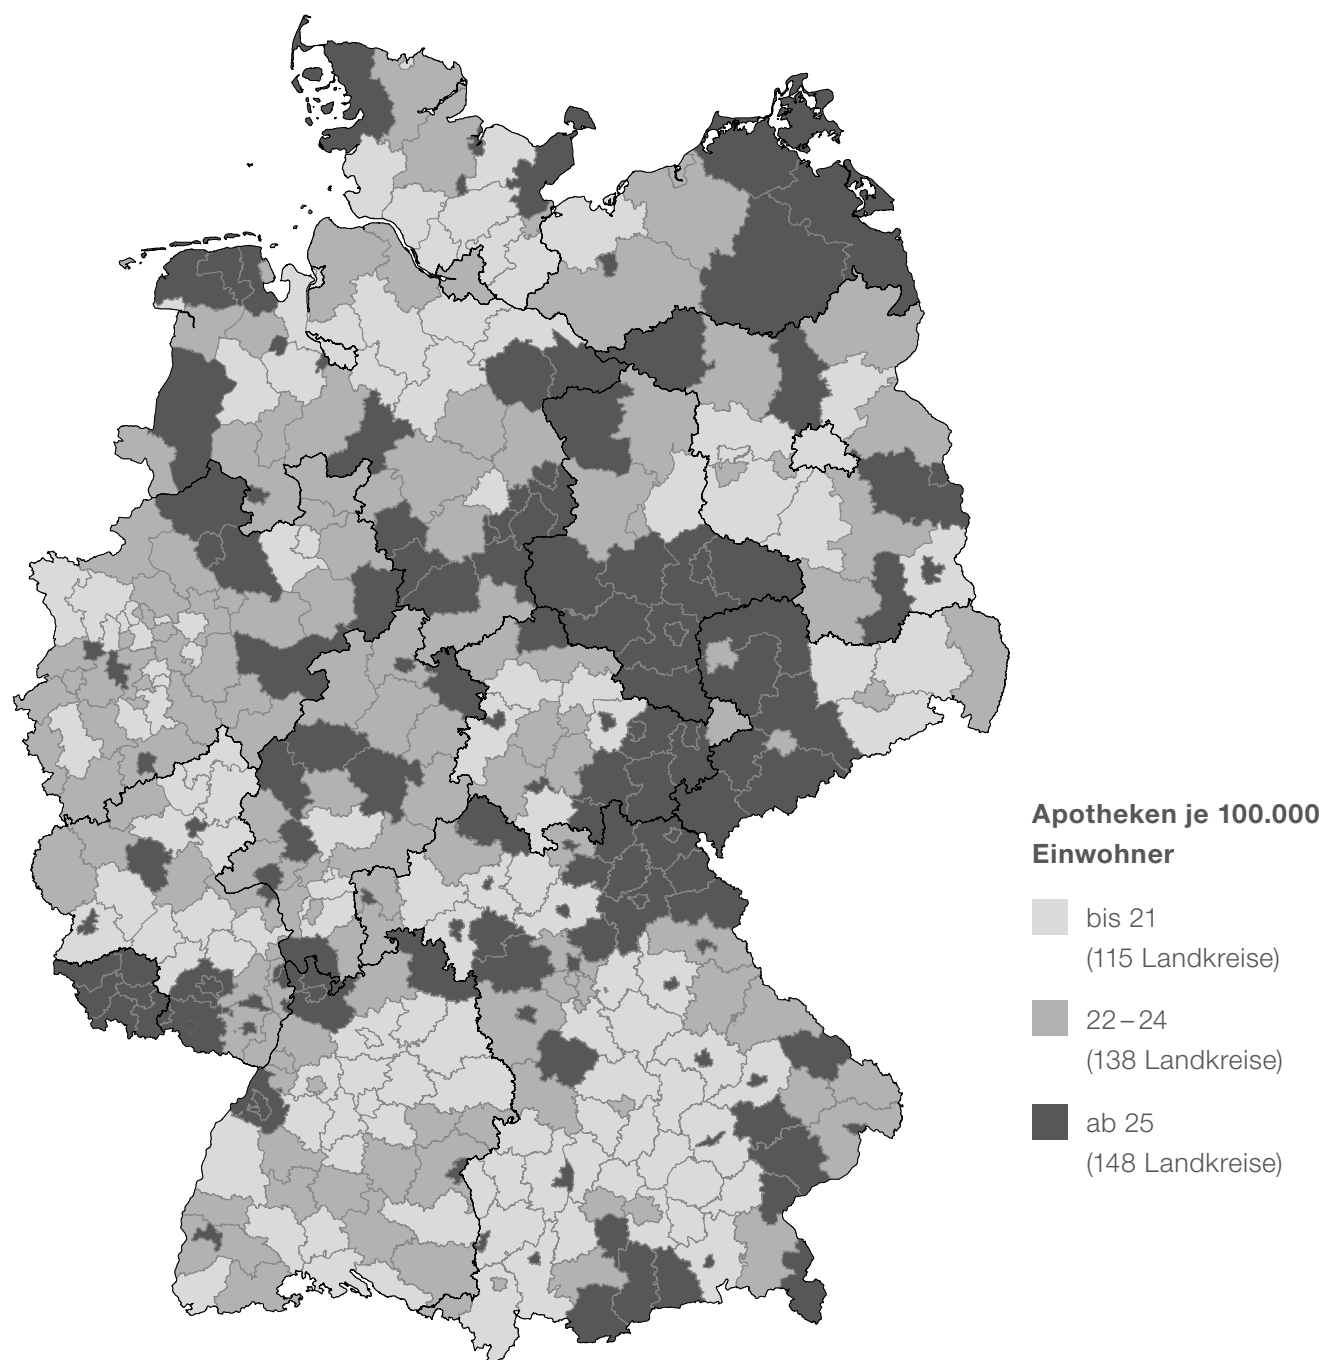 Apotheken je 100.000
Einwohner
bis 21
(115 Landkreise)
22 – 24
(138 Landkreise)
ab 25
(148 Landkreise)